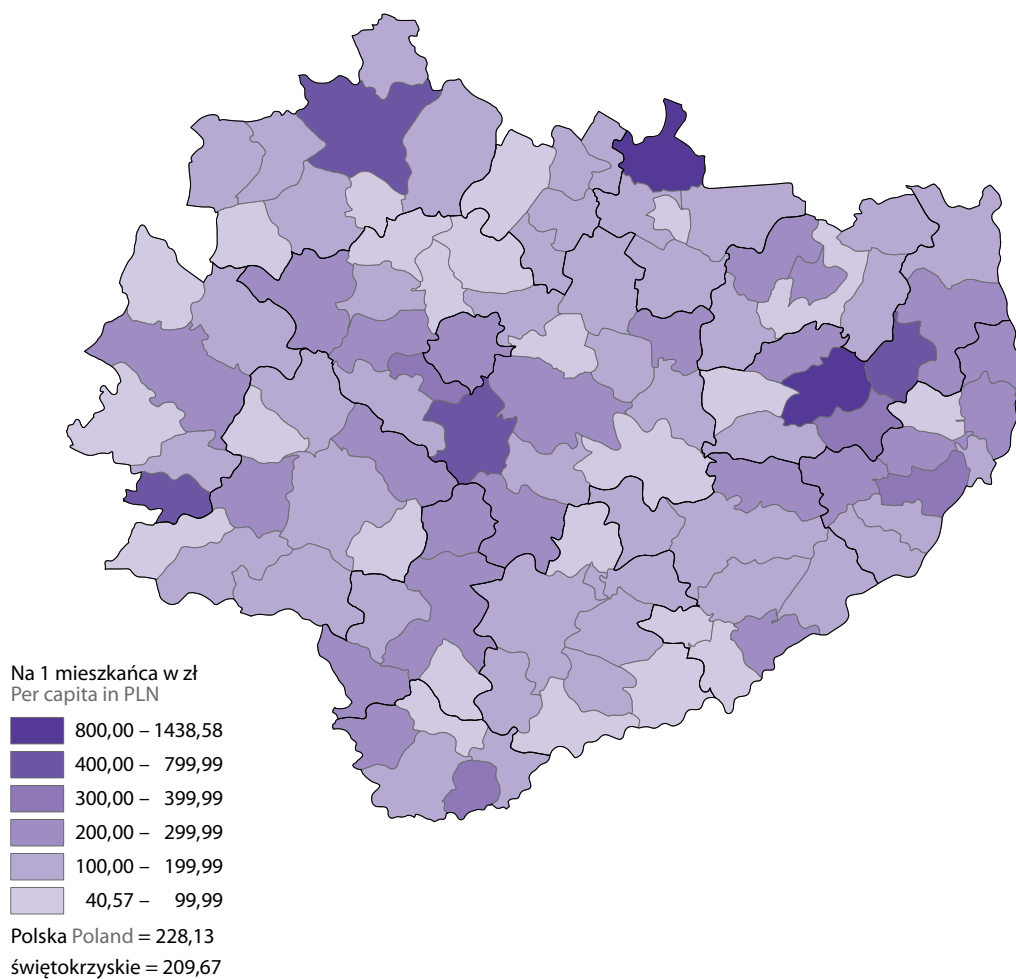 Na 1 mieszkańca w zł
Per capita in PLN
800,00 – 1438,58
400,00 – 799,99
300,00 – 399,99
200,00 – 299,99
100,00 – 199,99
40,57 – 99,99
Polska Poland = 228,13
świętokrzyskie = 209,67